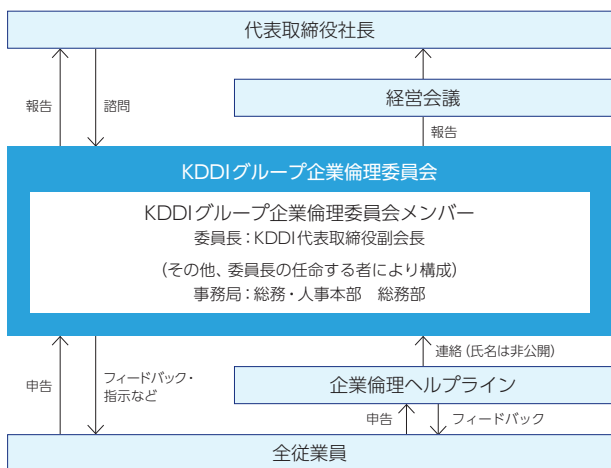 代表取締役社長
経営会議
報告
諮問
報告
KDDIグループ企業倫理委員会
KDDIグループ企業倫理委員会メンバー
委員長：KDDI代表取締役副会長
（その他、委員長の任命する者により構成）
事務局：総務・人事本部　総務部
連絡（氏名は非公開）
申告
フィードバック・
指示など
企業倫理ヘルプライン
申告
フィードバック
全従業員